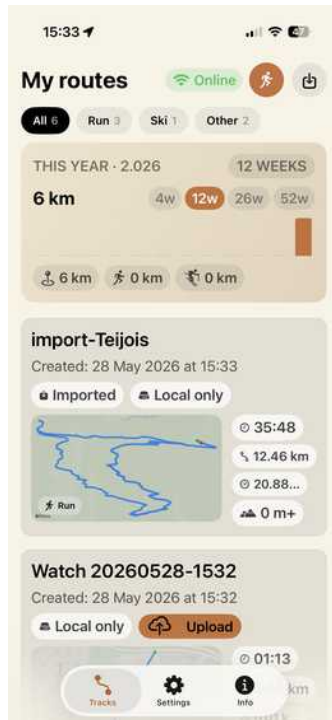 15:33
47
My routes
Online
All 6
Run 3
Ski 1
Other 2
THIS YEAR · 2.026
12 WEEKS
6 km
4w
12w
26w
52w
6 km
0 km
0 km
import-Teijois
Created: 28 May 2026 at 15:33
Imported
Local only
35:48
12.46 km
20.88...
0 m+
Run
Watch 20260528-1532
Created: 28 May 2026 at 15:32
Local only
Upload
01:13
km
Tracks
Settings
Info